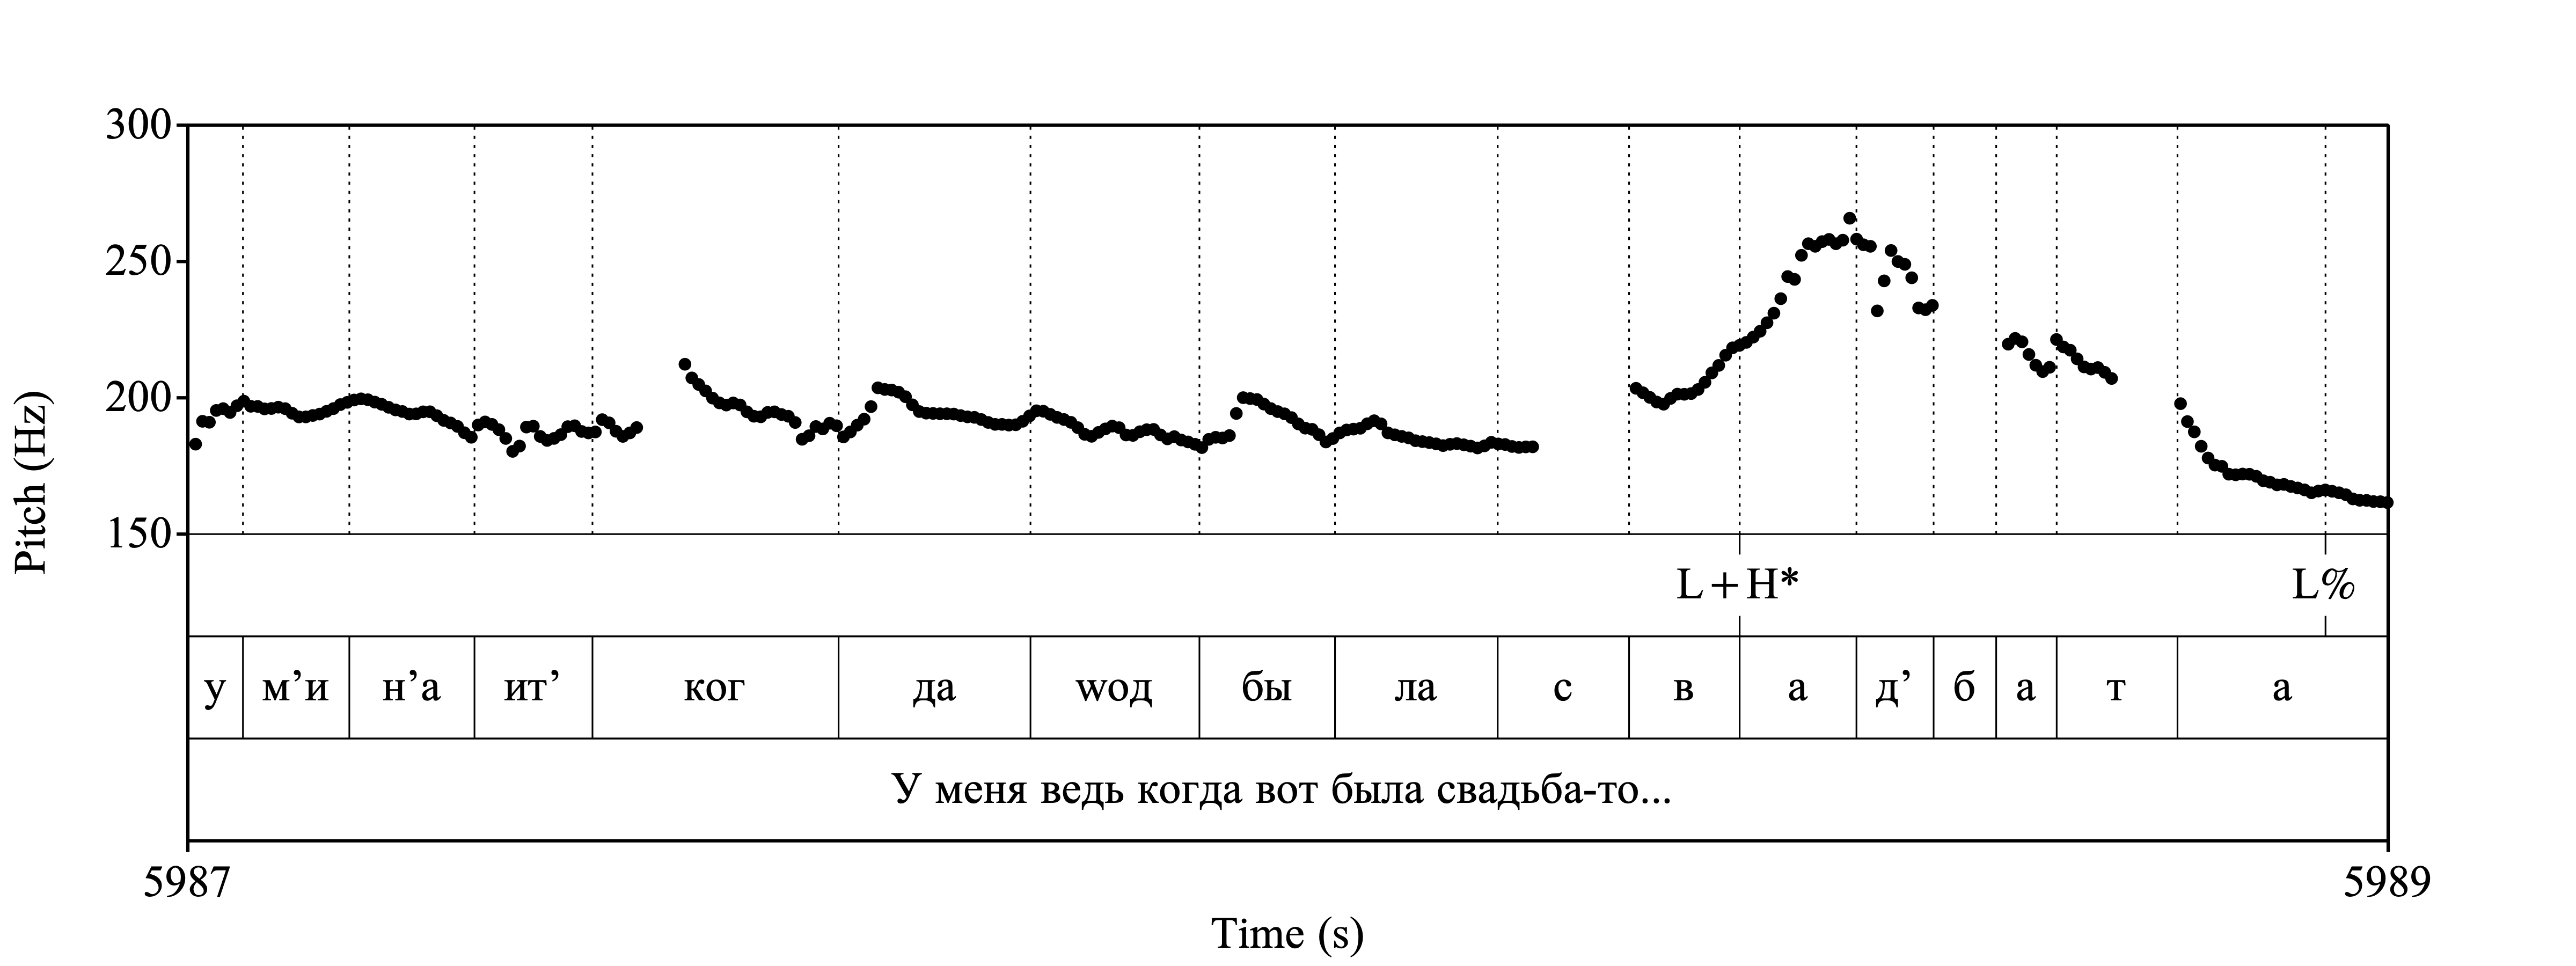 300
250
200
150
Pitch (Hz)
L+H* L%
у м’и н’а ит’ ког да wод бы ла с в а д’ б а т а
У меня ведь когда вот была свадьба-то...
5987 5989
Time (s)